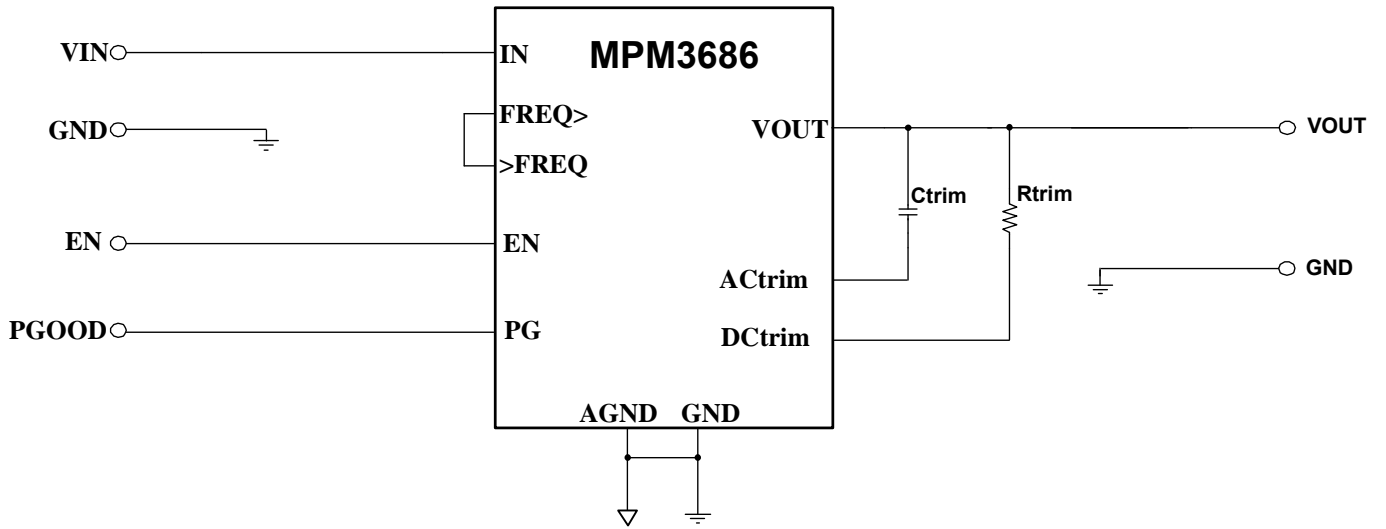 MPM3686
VIN
IN
FREQ>
GND
VOUT
VOUT
>FREQ
Ctrim
Rtrim
EN
EN
ACtrim
GND
PGOOD
PG
DCtrim
AGND
GND